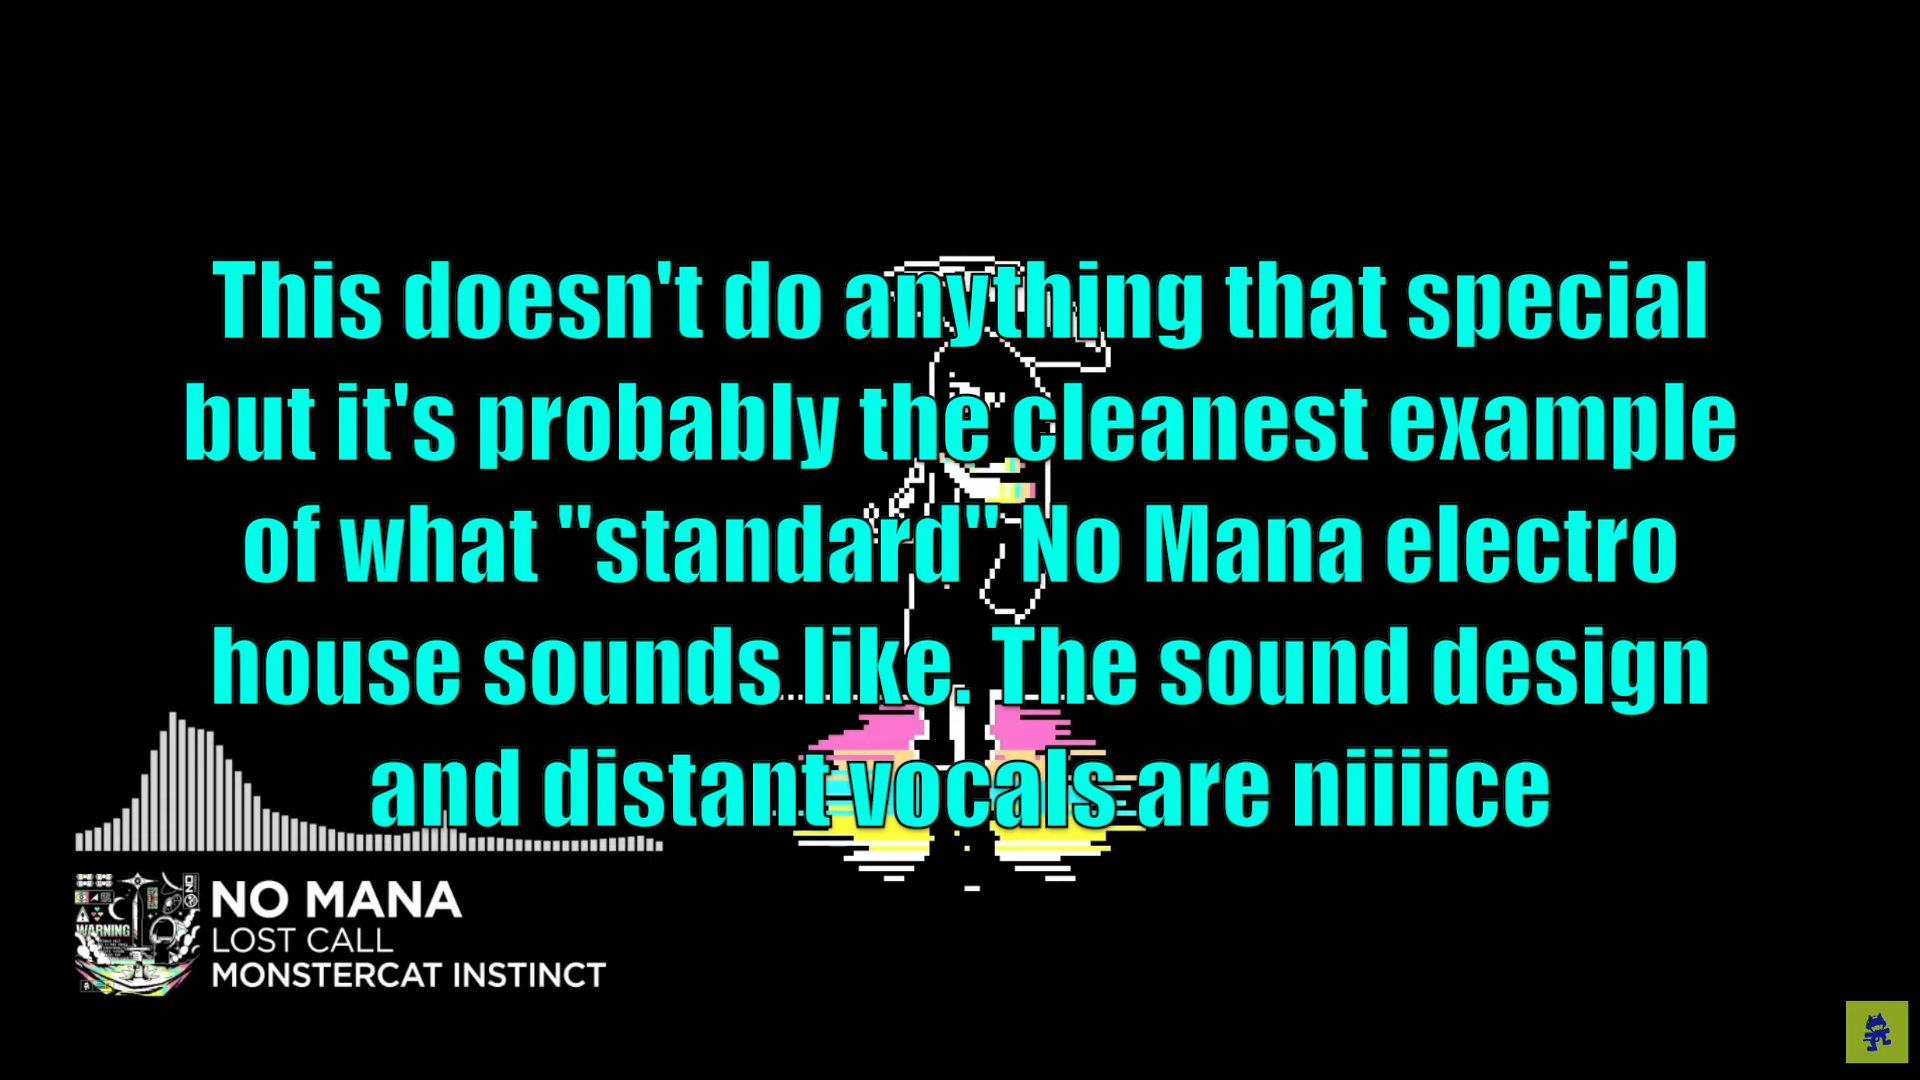 This doesn't do anything that special
but it's probably the cleanest example
of what "standard" No Mana electro
house sounds like. The sound design
and distant vocals are niiiice
NO MANA
LOST CALL
MONSTERCAT INSTINCT
WARNING